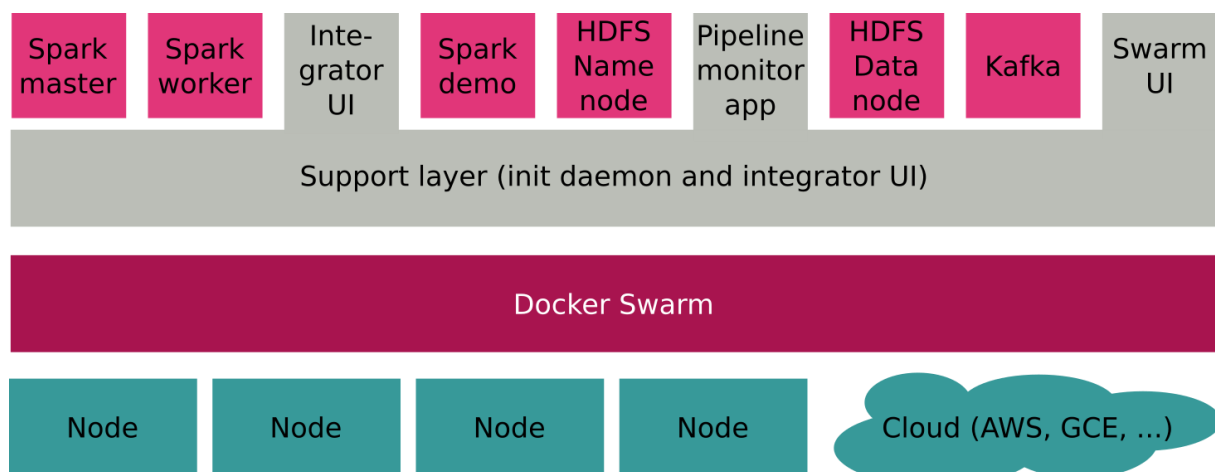 Spark
master
Spark
worker
Inte-
grator
UI
Spark
demo
HDFS
Name
node
Pipeline
monitor
app
HDFS
Data
node
Kafka
Swarm
UI
Support layer (init daemon and integrator UI)
Docker Swarm
Node
Node
Node
Node
Cloud (AWS, GCE, ...)